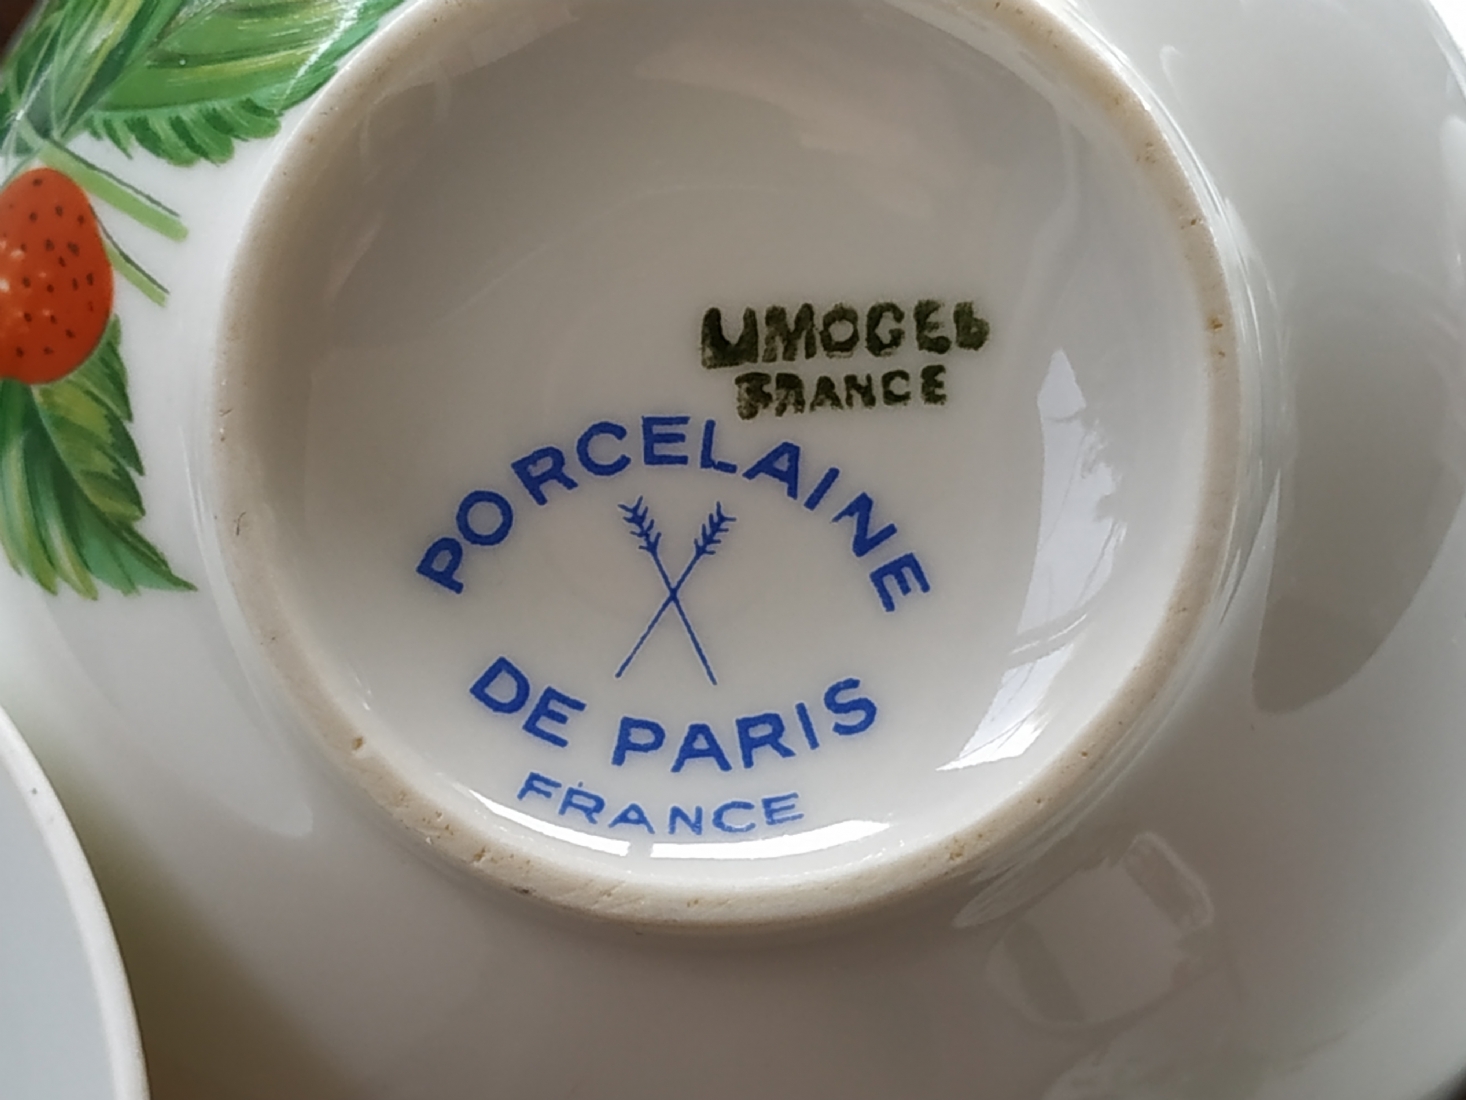 LIMOGES
FRANCE
PORCELAINE
DE PARIS
FRANCE